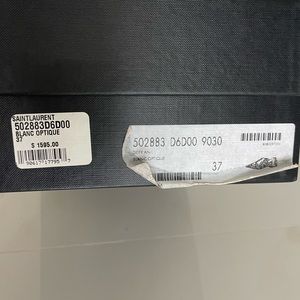 SAINTLAURENT
502883D6D00
BLANC OPTIQUE
37
$ 1595.00
502883 D6D00 9030
BLANC OPTIQUE
37